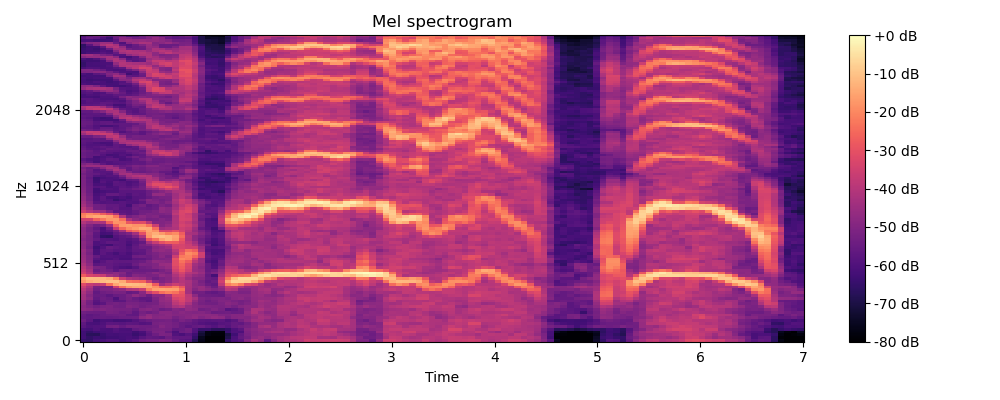 Mel spectrogram
+0 dB
-10 dB
-20 dB
-30 dB
-40 dB
-50 dB
-60 dB
-70 dB
-80 dB
Hz
2048
1024
512
0
0 1 2 3 4 5 6 7
Time